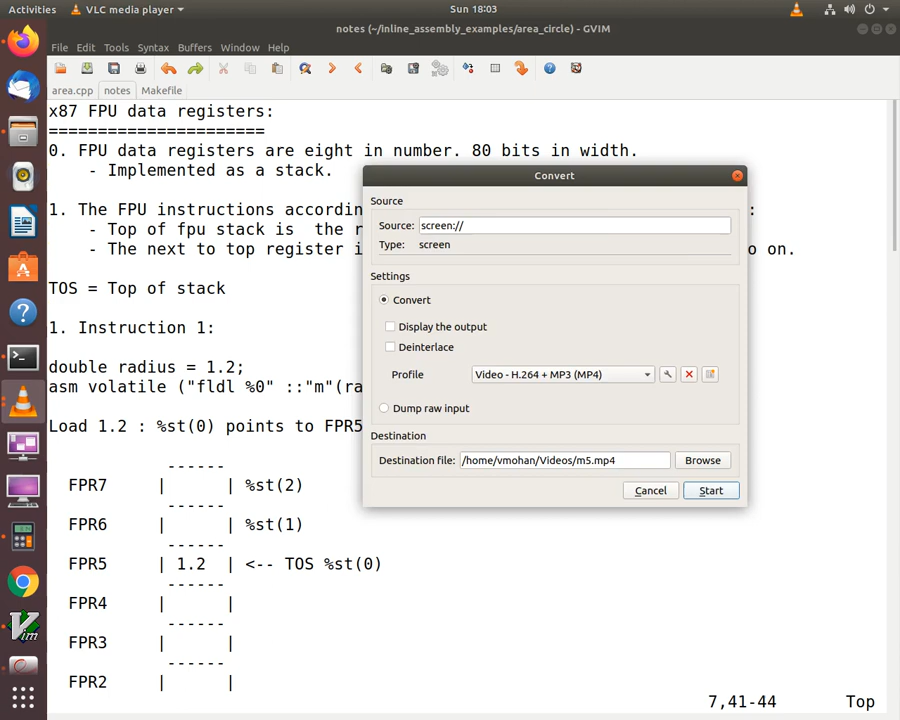 Activities VLC media player Sun 18:03
notes (~/inline_assembly_examples/area_circle) - GVIM
File Edit Tools Syntax Buffers Window Help
area.cpp notes Makefile
x87 FPU data registers:
======================
0. FPU data registers are eight in number. 80 bits in width.
- Implemented as a stack.
1. The FPU instructions accordin :
- Top of fpu stack is the r
- The next to top register i o on.
TOS = Top of stack
1. Instruction 1:
double radius = 1.2;
asm volatile ("fldl %0" ::"m"(ra
Load 1.2 : %st(0) points to FPR5
------
FPR7 | | %st(2)
------
FPR6 | | %st(1)
------
FPR5 | 1.2 | <-- TOS %st(0)
------
FPR4 | |
------
FPR3 | |
------
FPR2 | |
7,41-44 Top
Convert
Source
Source: screen://
Type: screen
Settings
Convert
Display the output
Deinterlace
Profile Video - H.264 + MP3 (MP4)
Dump raw input
Destination
Destination file: /home/vmohan/Videos/m5.mp4 Browse
Cancel Start